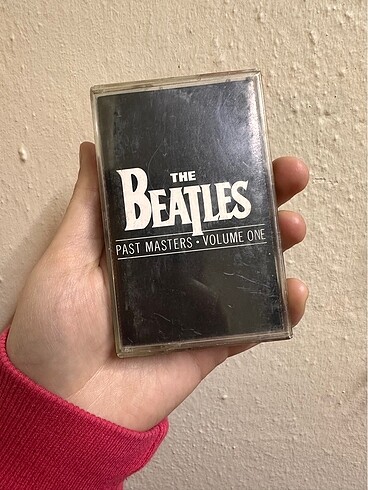 THE
BEATLES
PAST MASTERS • VOLUME ONE